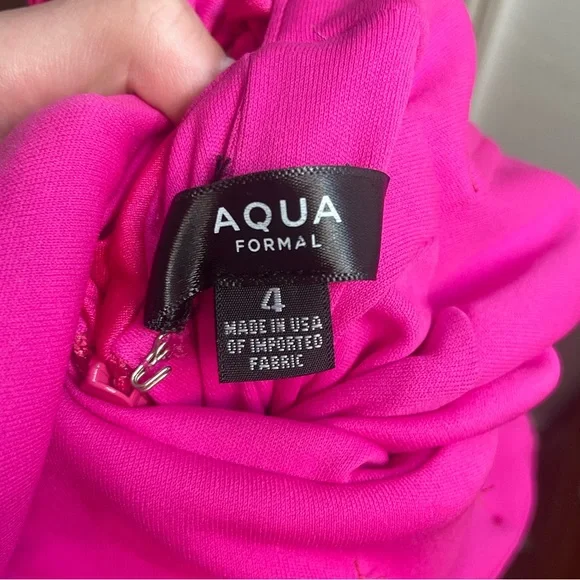 AQUA
FORMAL
4
MADE IN USA
OF IMPORTED
FABRIC